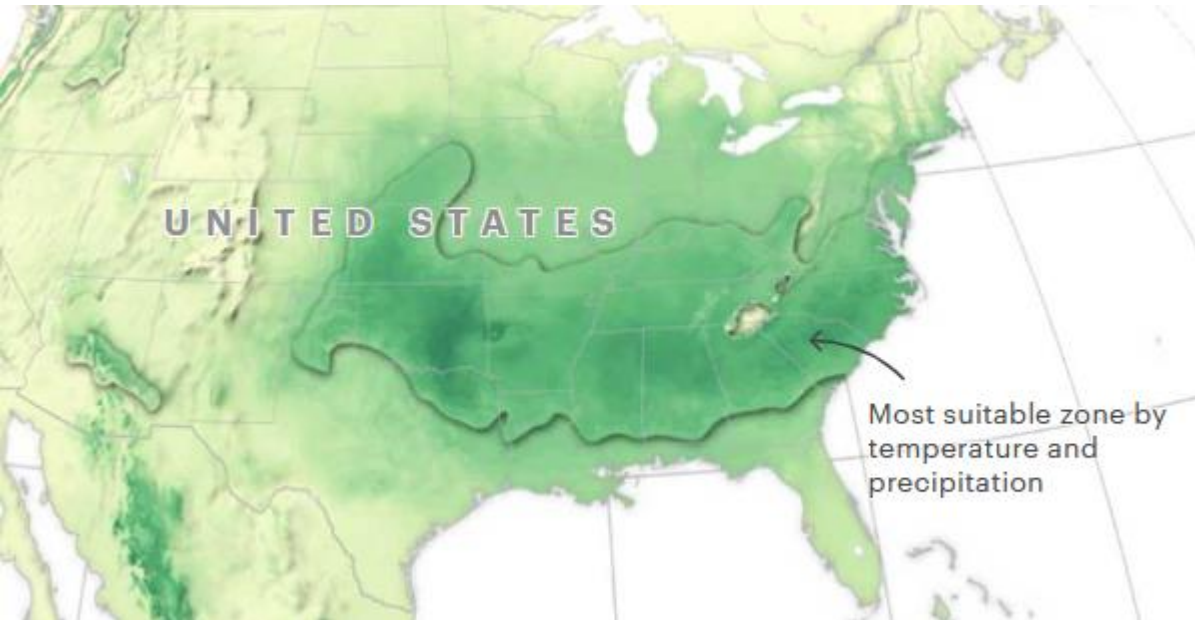 UNITED STATES
Most suitable zone by
temperature and
precipitation